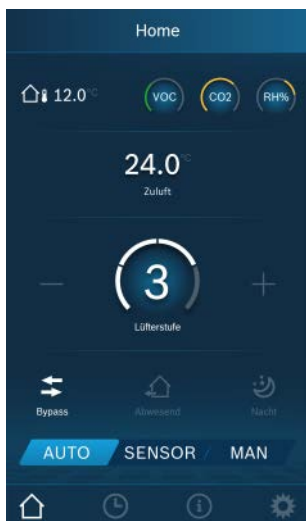 Home
12.0°C VOC CO2 RH%
24.0°C
Zuluft
3
Lüfterstufe
Bypass Abwesend Nacht
AUTO SENSOR MAN